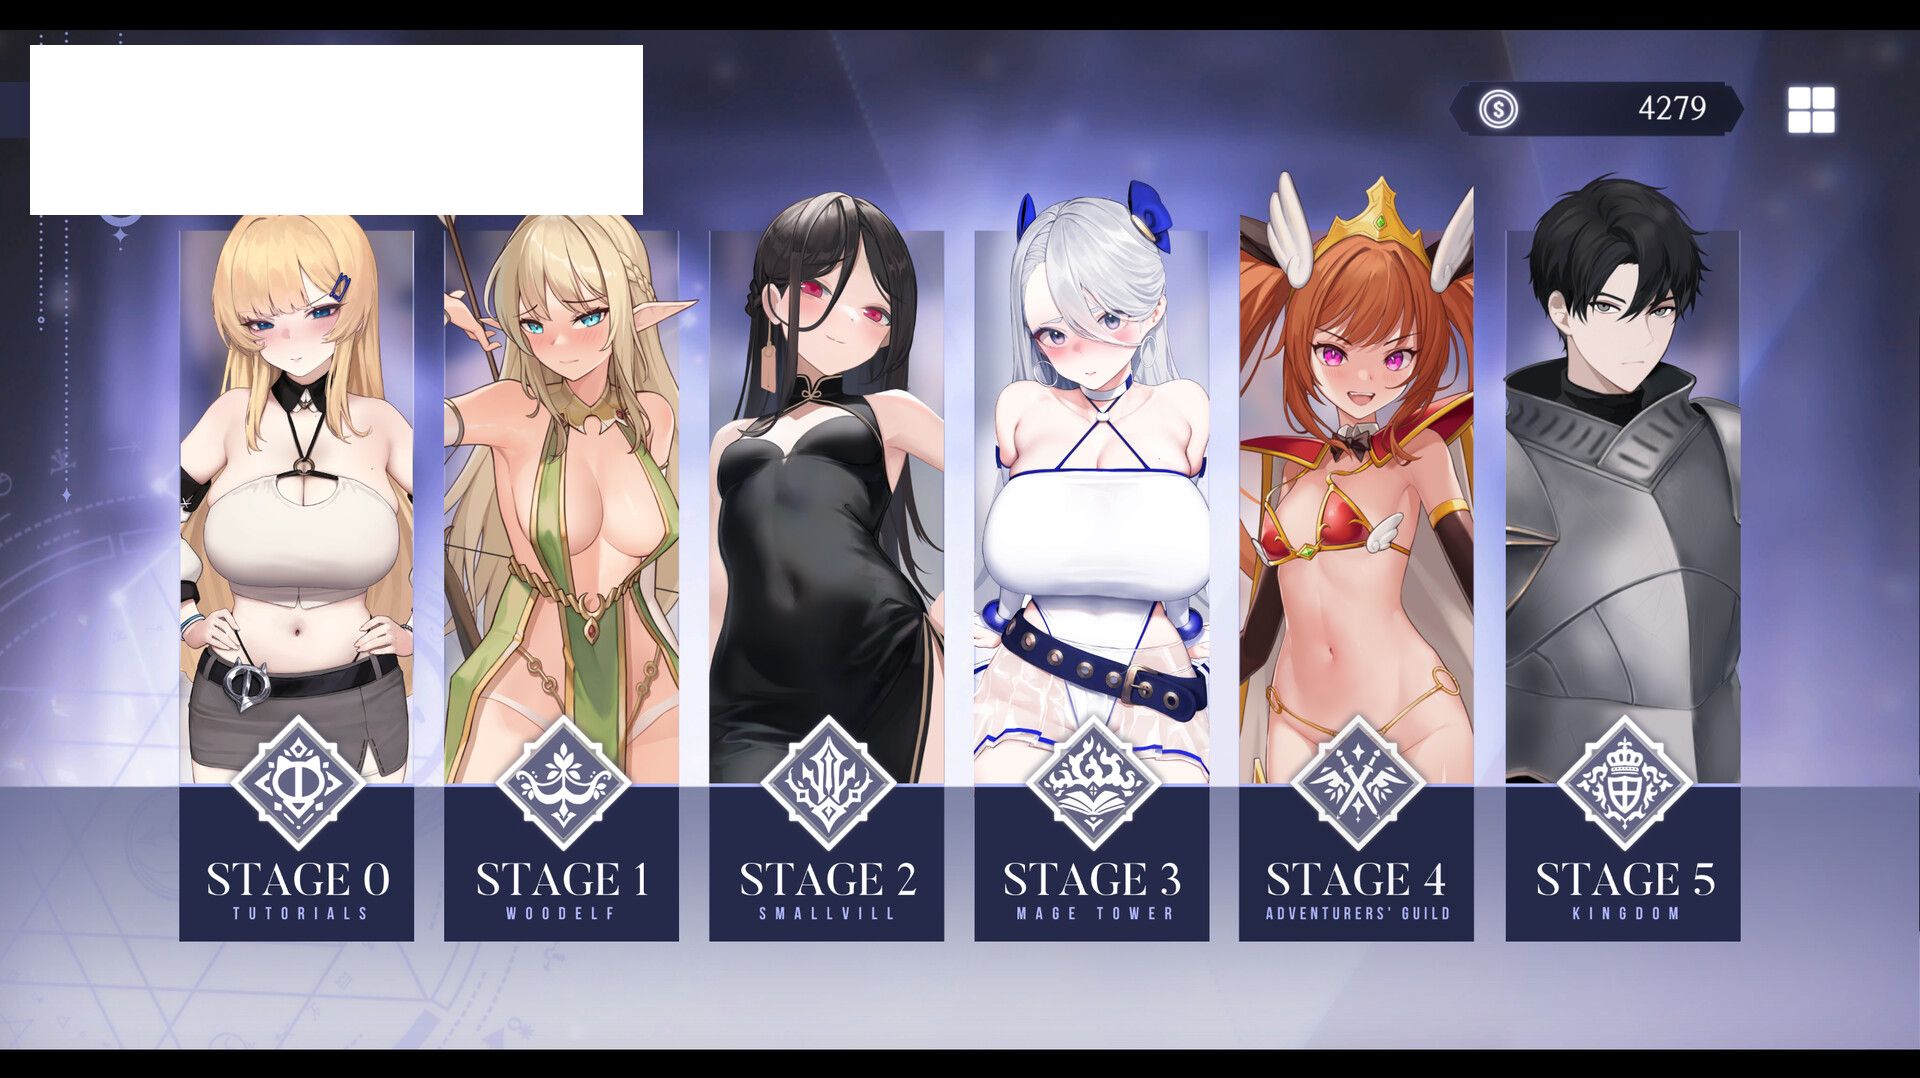 4279
STAGE 0
TUTORIALS
STAGE 1
WOODELF
STAGE 2
SMALLVILL
STAGE 3
MAGE TOWER
STAGE 4
ADVENTURERS' GUILD
STAGE 5
KINGDOM